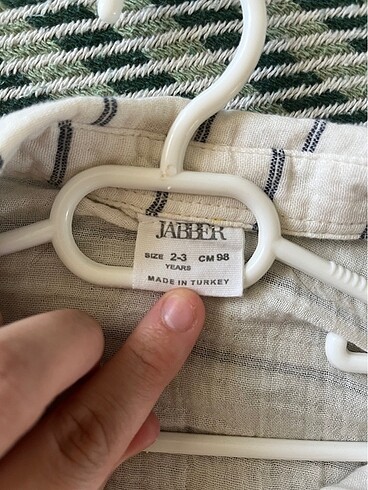 JABBER
SIZE 2-3 CM 98
YEARS
MADE IN TURKEY